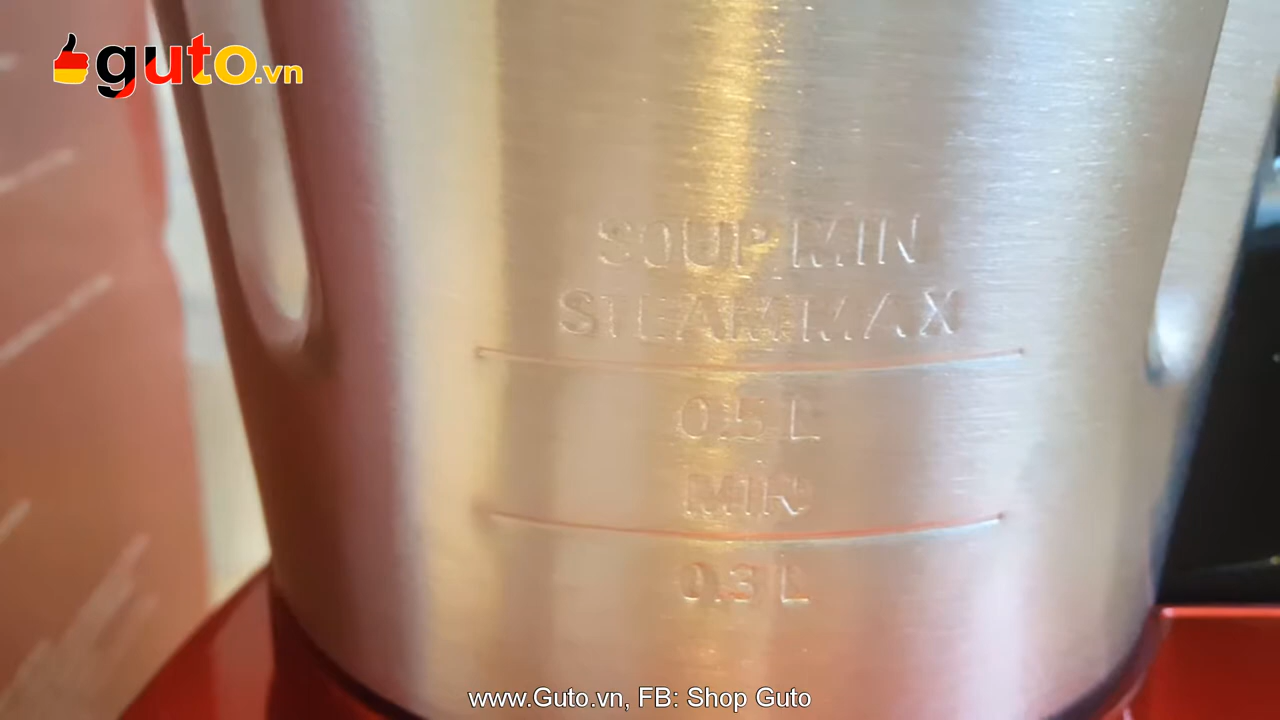 guto.vn
SOUP MIN
STEAM MAX
0.5 L
MIN
0.3 L
www.Guto.vn, FB: Shop Guto